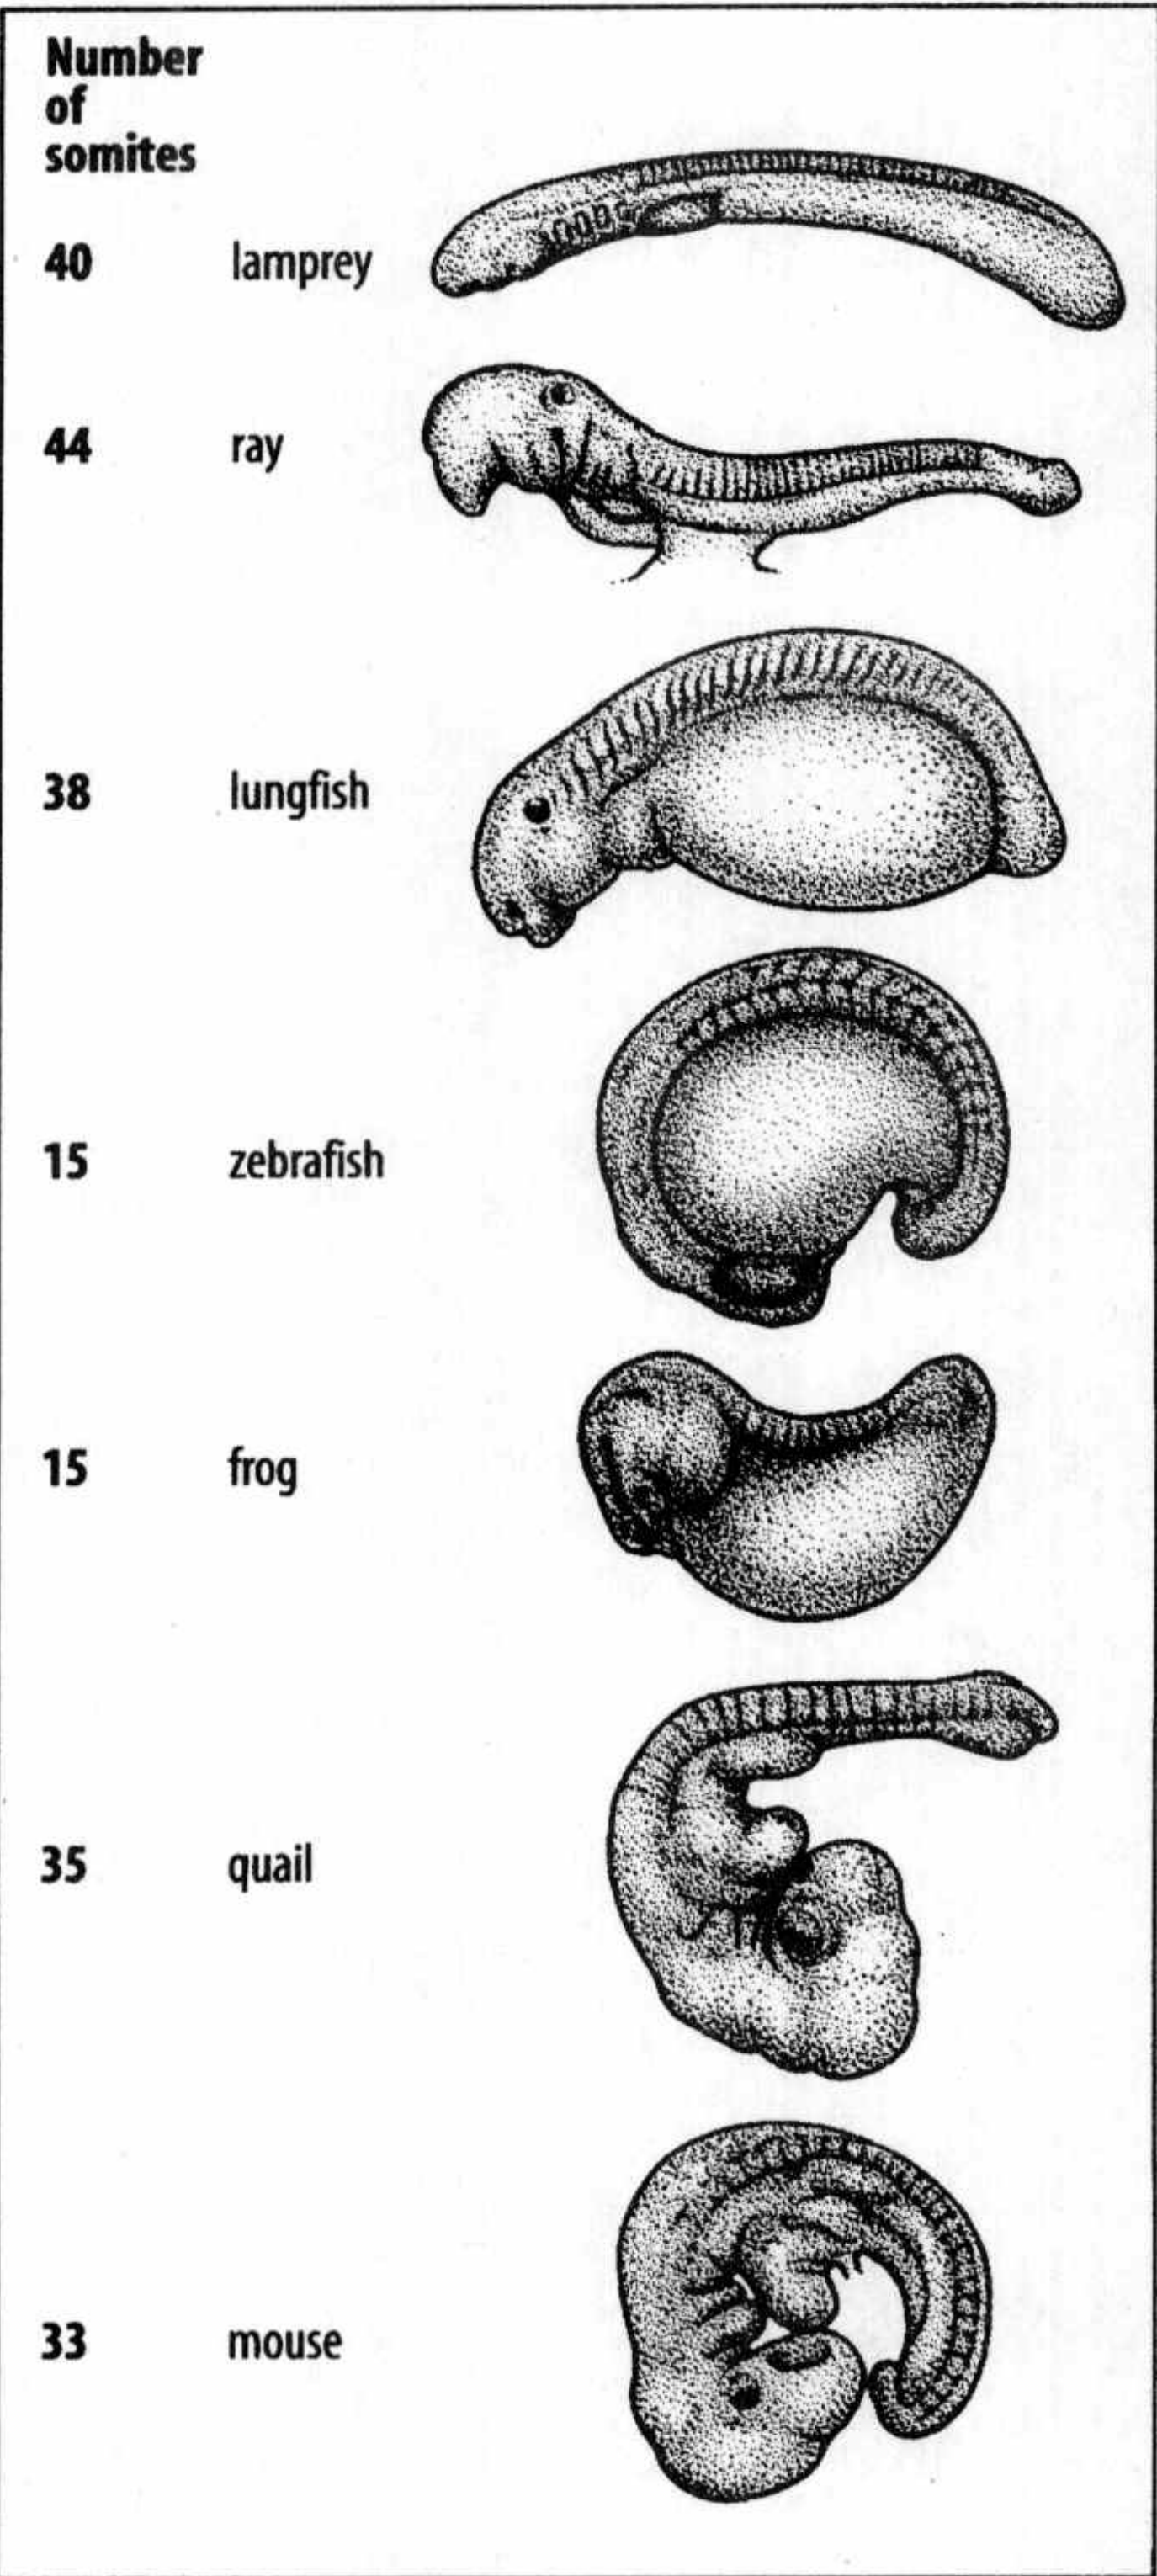 Number
of
somites
40 lamprey
44 ray
38 lungfish
15 zebrafish
15 frog
35 quail
33 mouse